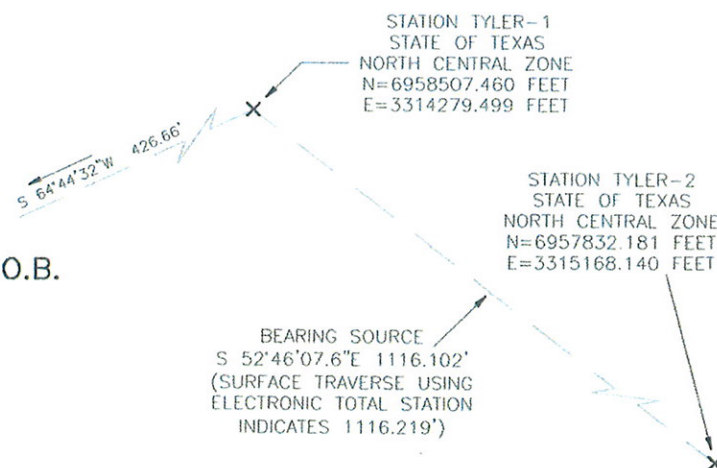 STATION TYLER-1
STATE OF TEXAS
NORTH CENTRAL ZONE
N=6958507.460 FEET
E=3314279.499 FEET
S 64°44'32"W 426.66'
STATION TYLER-2
STATE OF TEXAS
NORTH CENTRAL ZONE
N=6957832.181 FEET
E=3315168.140 FEET
O.B.
BEARING SOURCE
S 52°46'07.6"E 1116.102'
(SURFACE TRAVERSE USING
ELECTRONIC TOTAL STATION
INDICATES 1116.219')